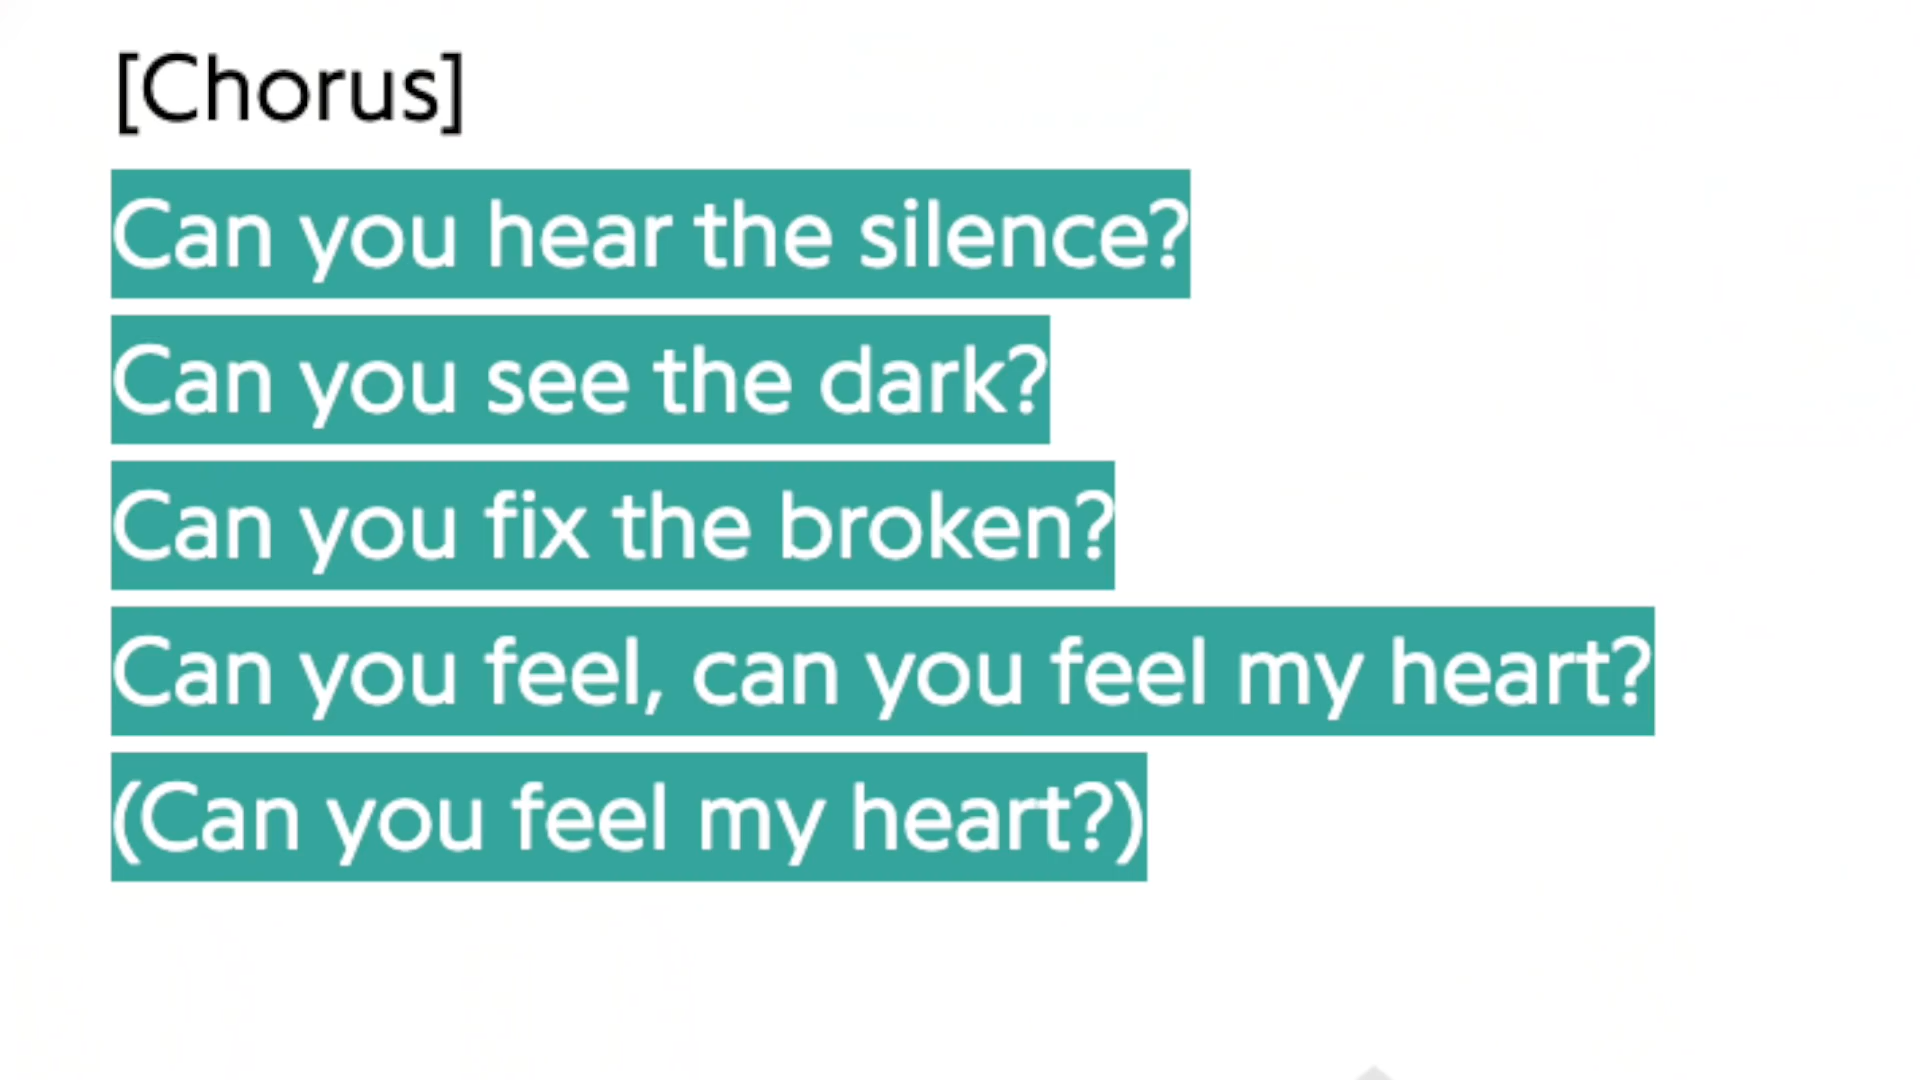 [Chorus]
Can you hear the silence?
Can you see the dark?
Can you fix the broken?
Can you feel, can you feel my heart?
(Can you feel my heart?)